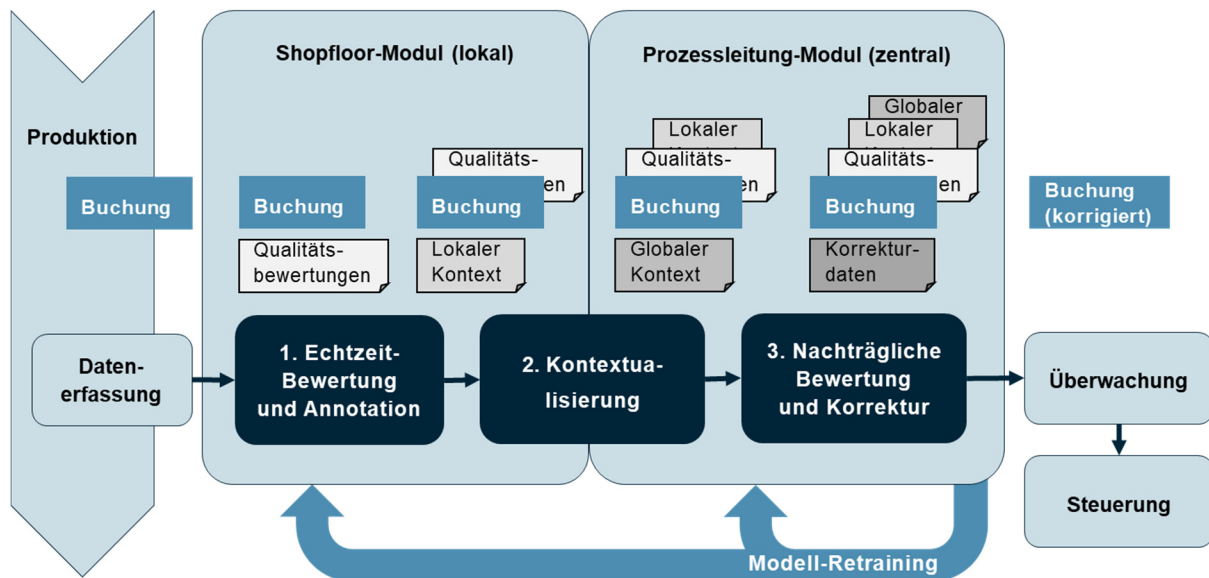 Shopfloor-Modul (lokal)
Prozessleitung-Modul (zentral)
Produktion
Globaler
Lokaler
Lokaler
Qualitäts-
Qualitäts-
Qualitäts-
Buchung
Buchung
Buchung
Buchung
Buchung
Buchung
(korrigiert)
Qualitäts-
bewertungen
Lokaler
Kontext
Globaler
Kontext
Korrektur-
daten
Daten-
erfassung
1. Echtzeit-
Bewertung
und Annotation
2. Kontextua-
lisierung
3. Nachträgliche
Bewertung
und Korrektur
Überwachung
Steuerung
Modell-Retraining